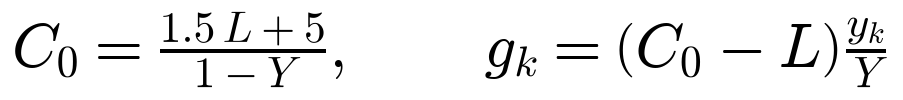 $C_0 = \frac{1.5\,L + 5}{1 - Y}, \qquad g_k = (C_0 - L)\frac{y_k}{Y}$